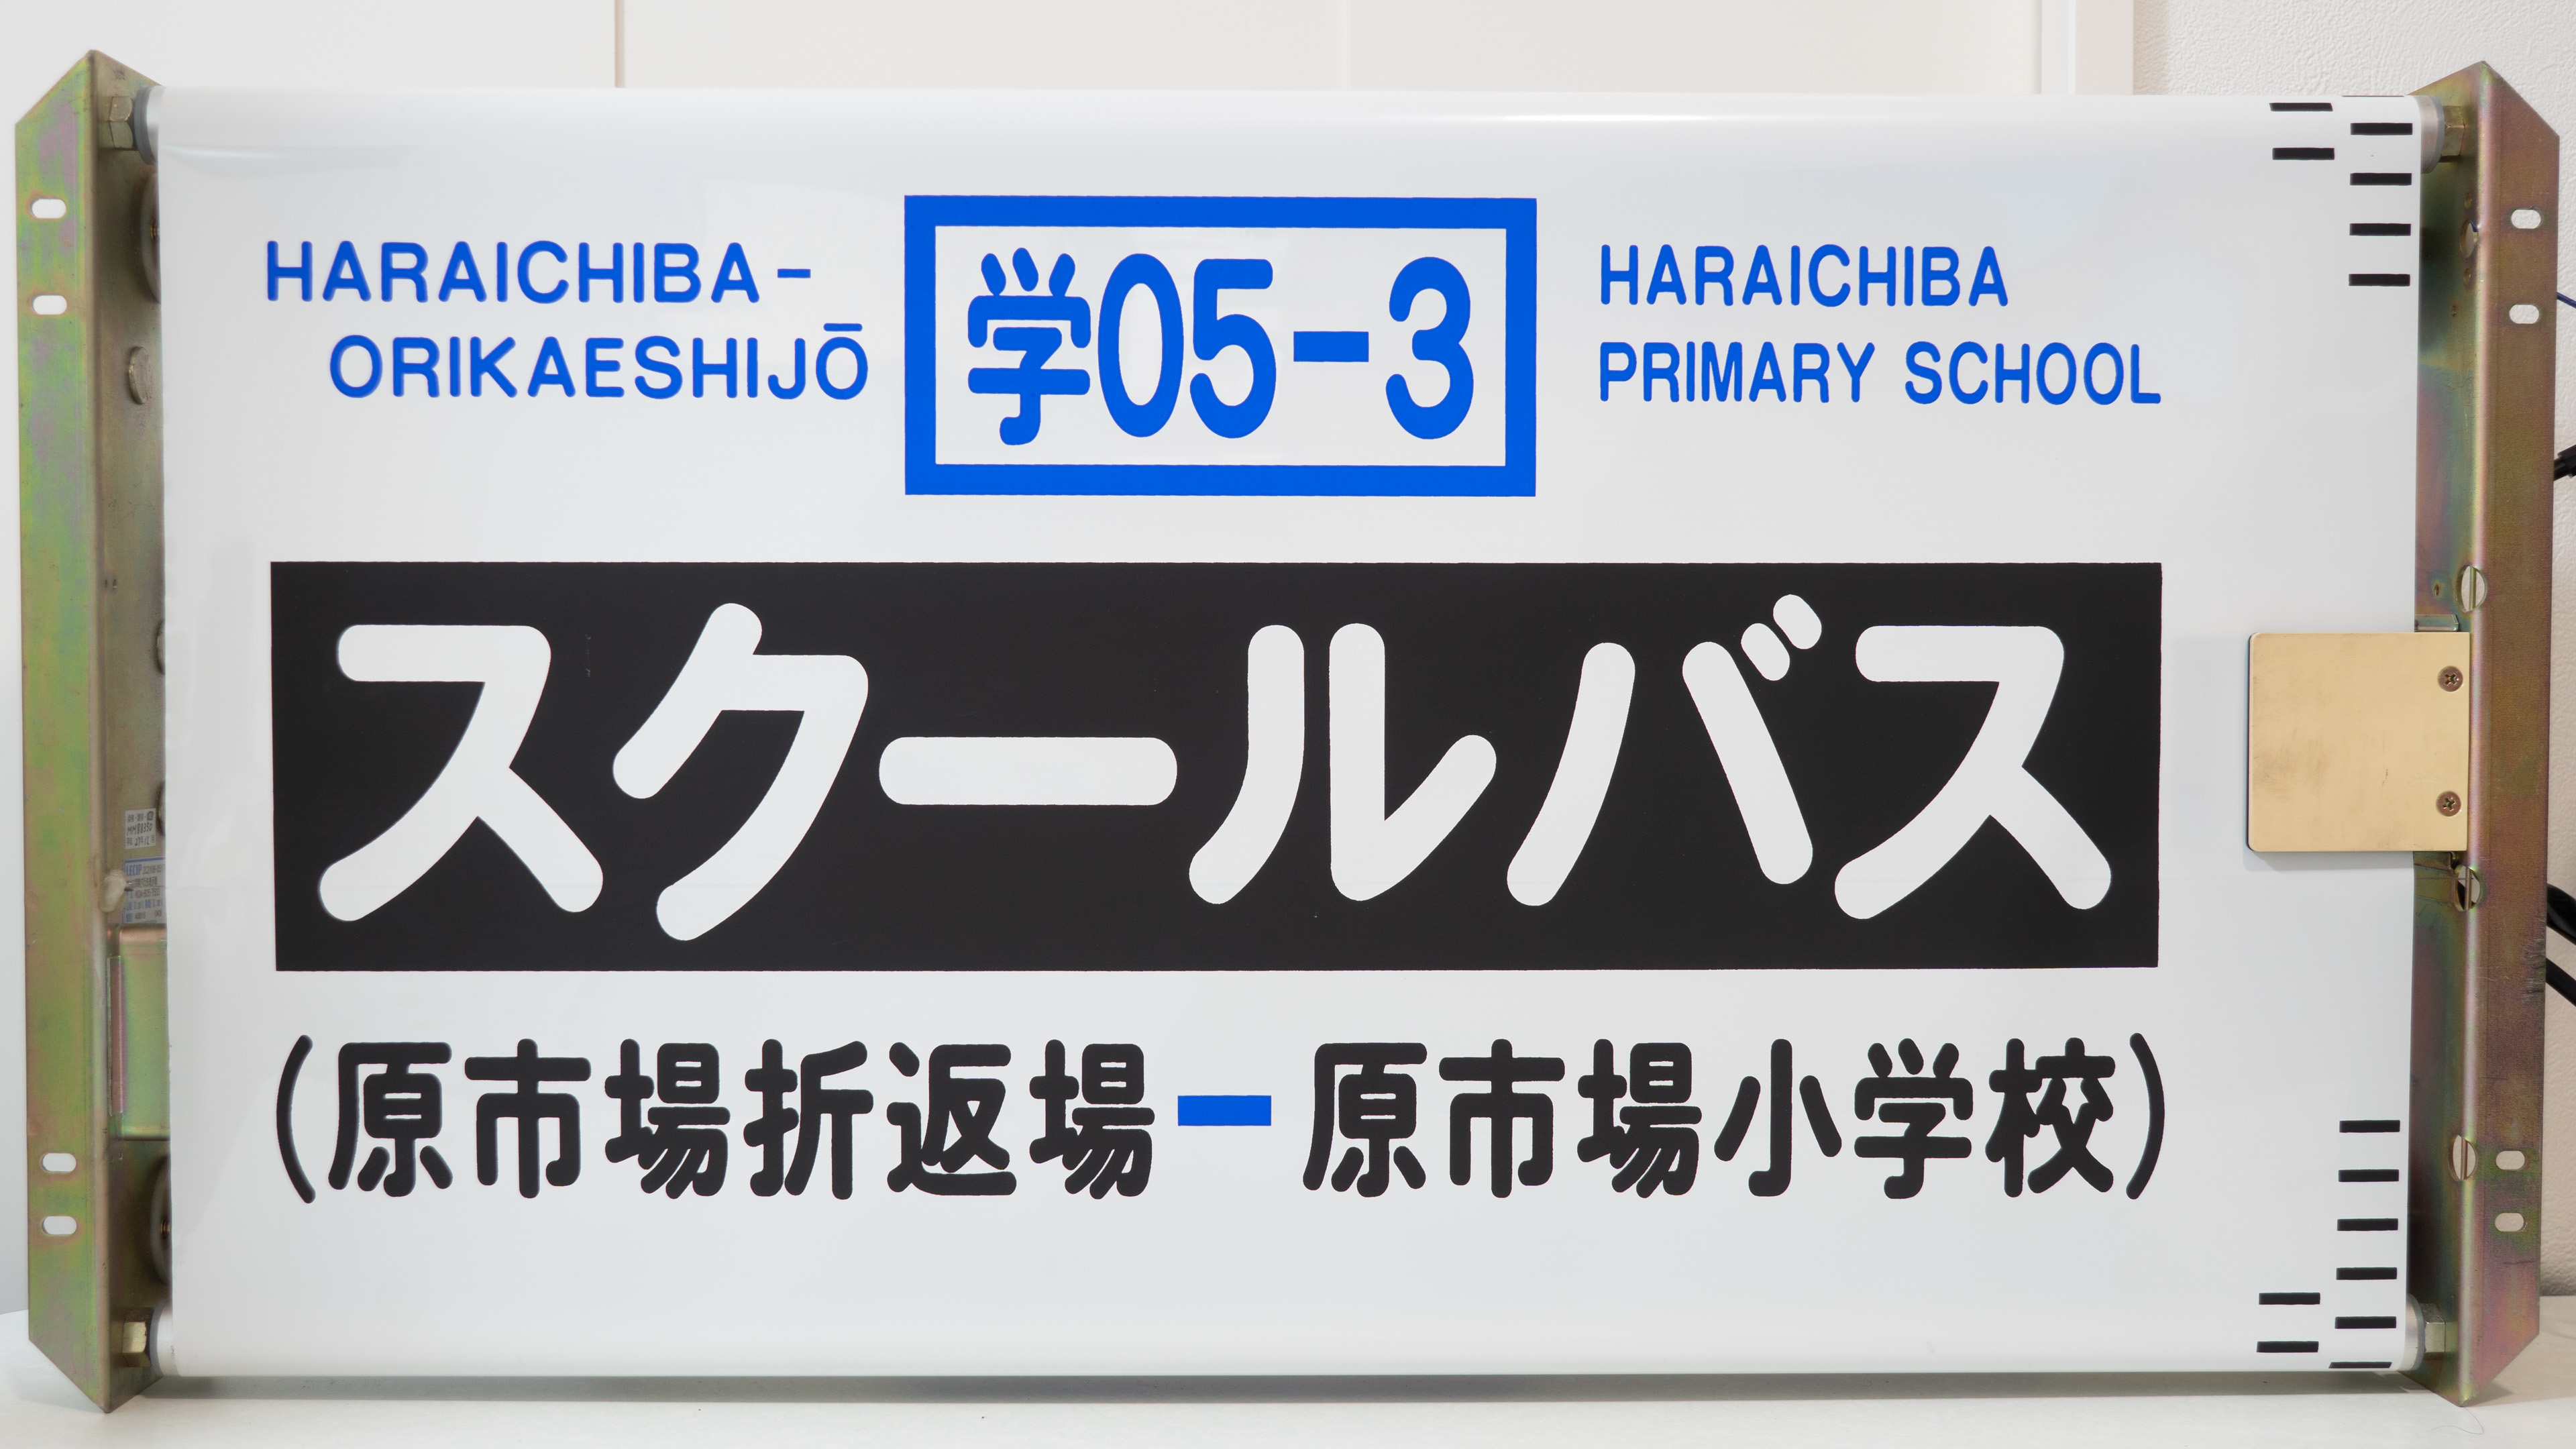 HARAICHIBA-
ORIKAESHIJŌ
学05-3
HARAICHIBA
PRIMARY SCHOOL
スクールバス
(原市場折返場-原市場小学校)